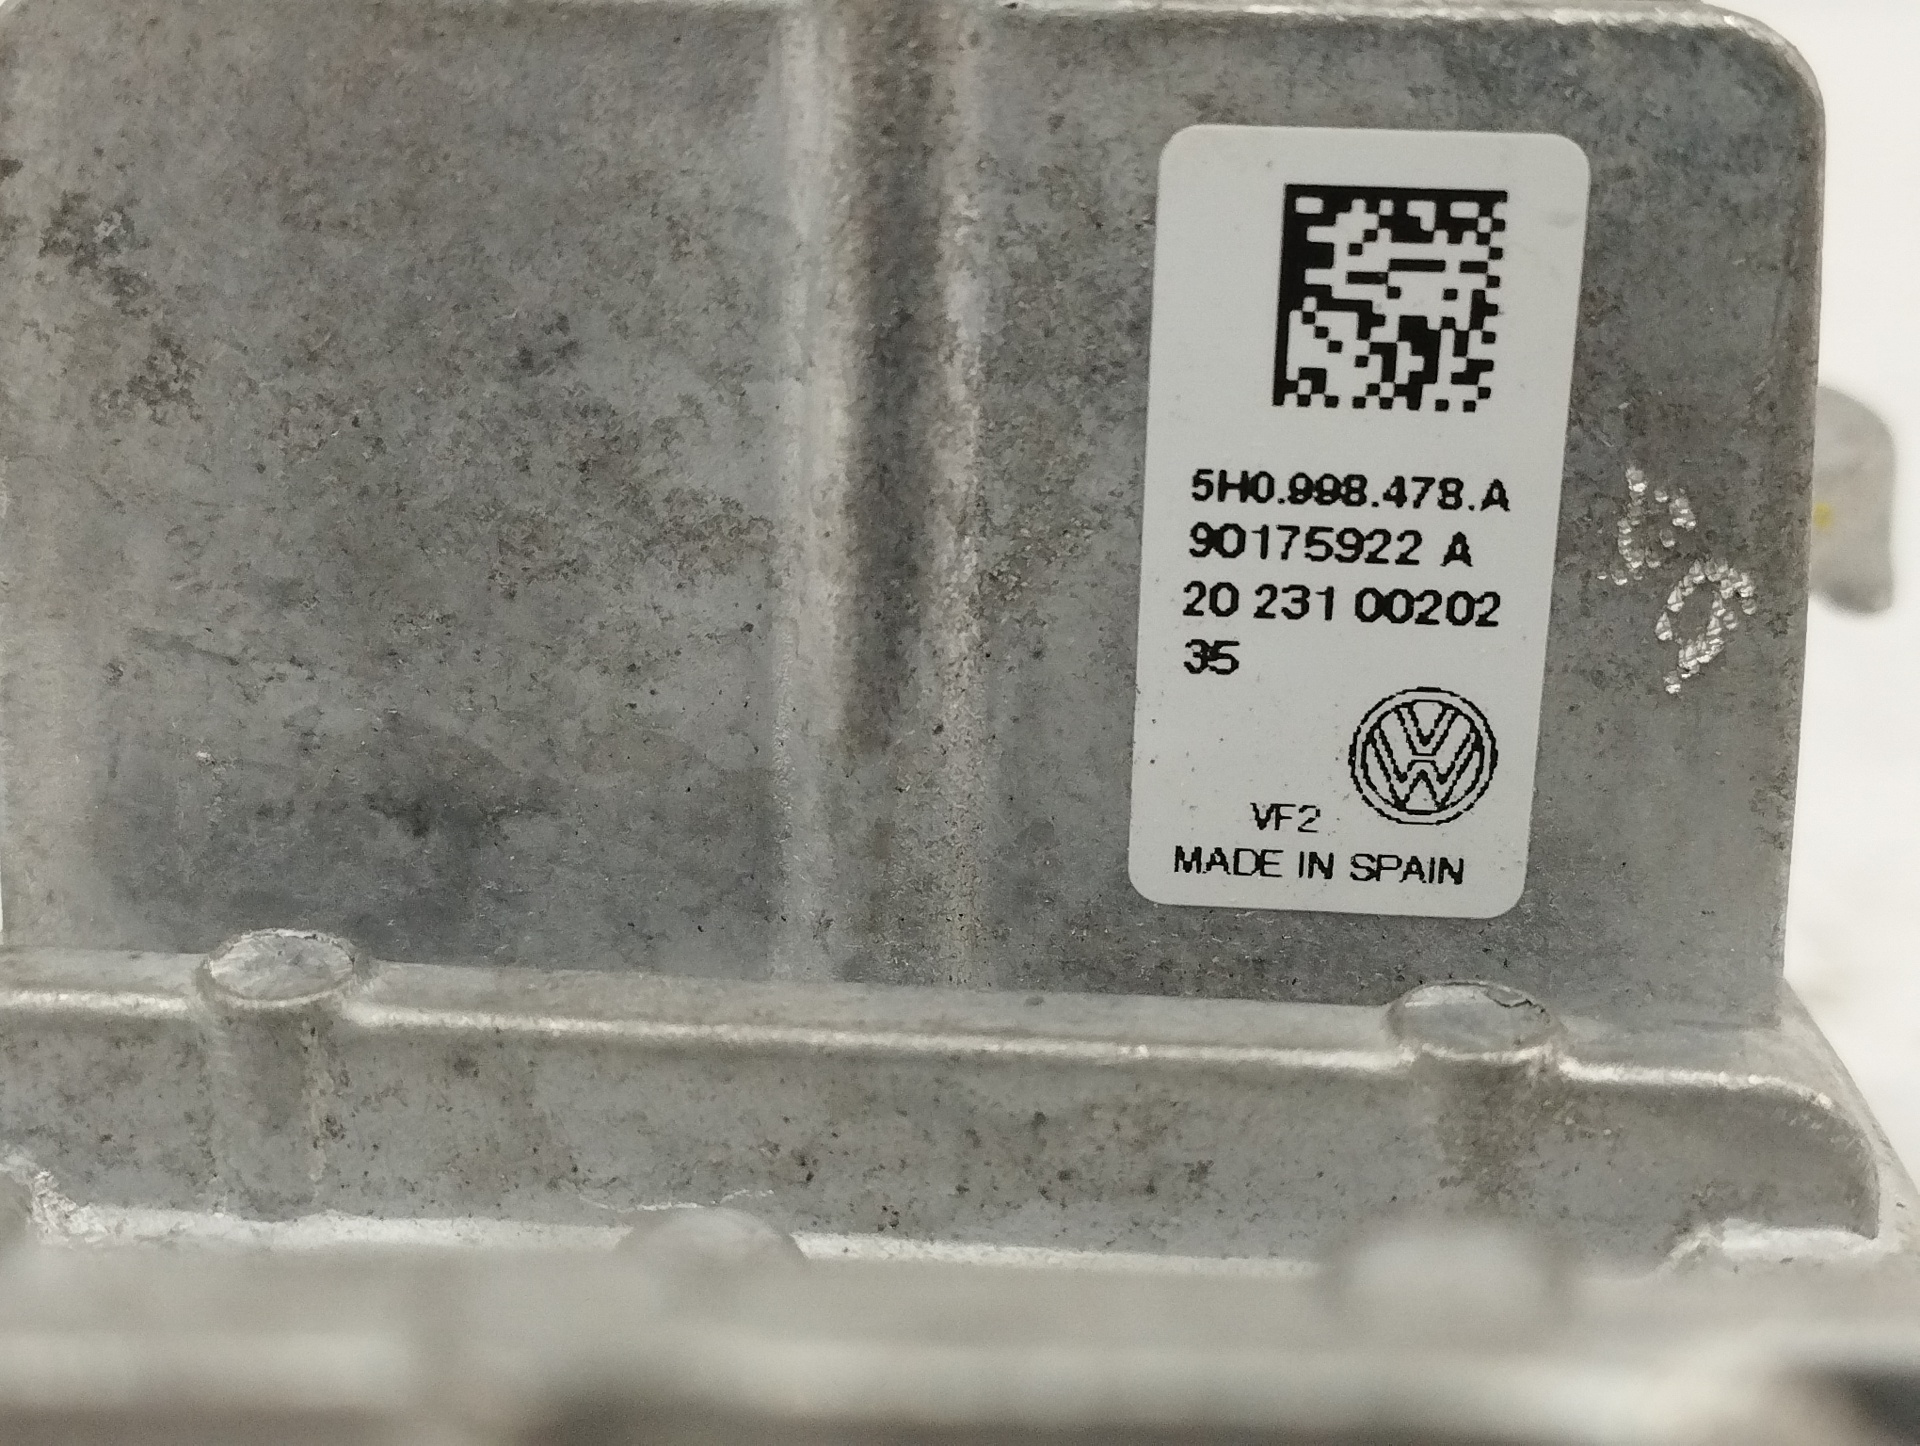 5H0.998.478.A
90175922 A
20 231 00202
35
VF2
MADE IN SPAIN